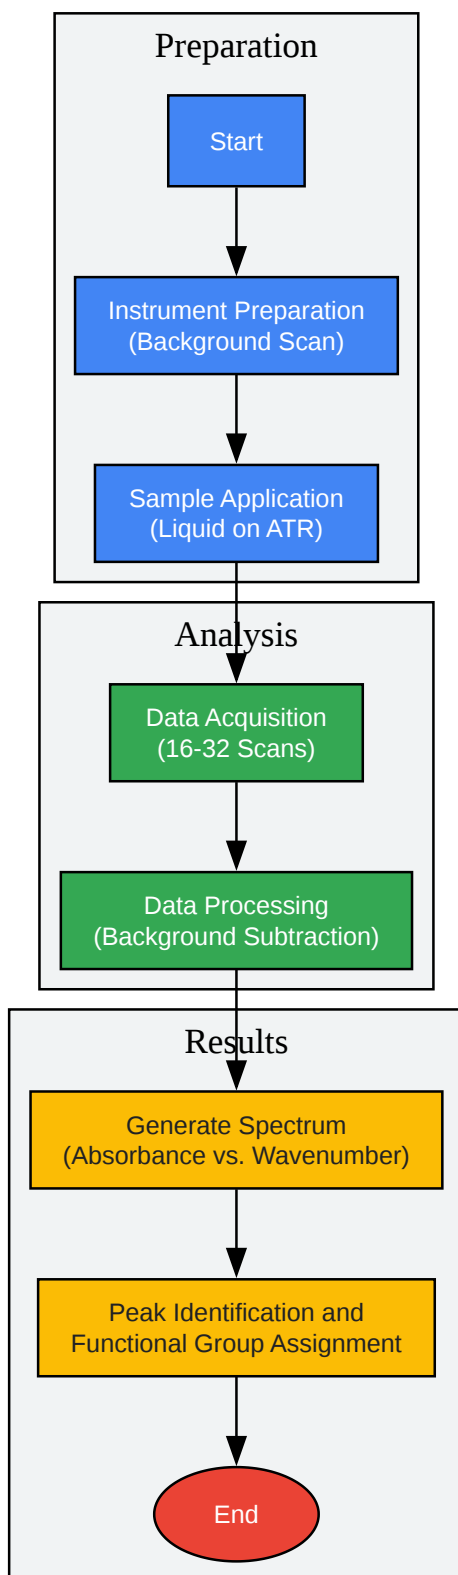 Preparation
Start
Instrument Preparation
(Background Scan)
Sample Application
(Liquid on ATR)
Analysis
Data Acquisition
(16-32 Scans)
Data Processing
(Background Subtraction)
Results
Generate Spectrum
(Absorbance vs. Wavenumber)
Peak Identification and
Functional Group Assignment
End